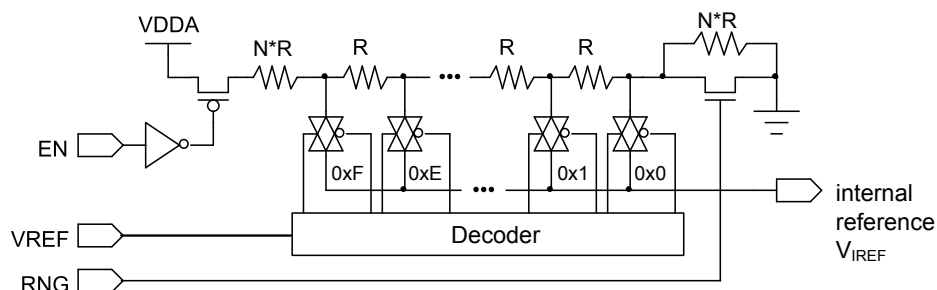 VDDA
N*R
R
R
R
N*R
EN
0xF
0xE
0x1
0x0
internal
reference
VIREF
Decoder
VREF
RNG